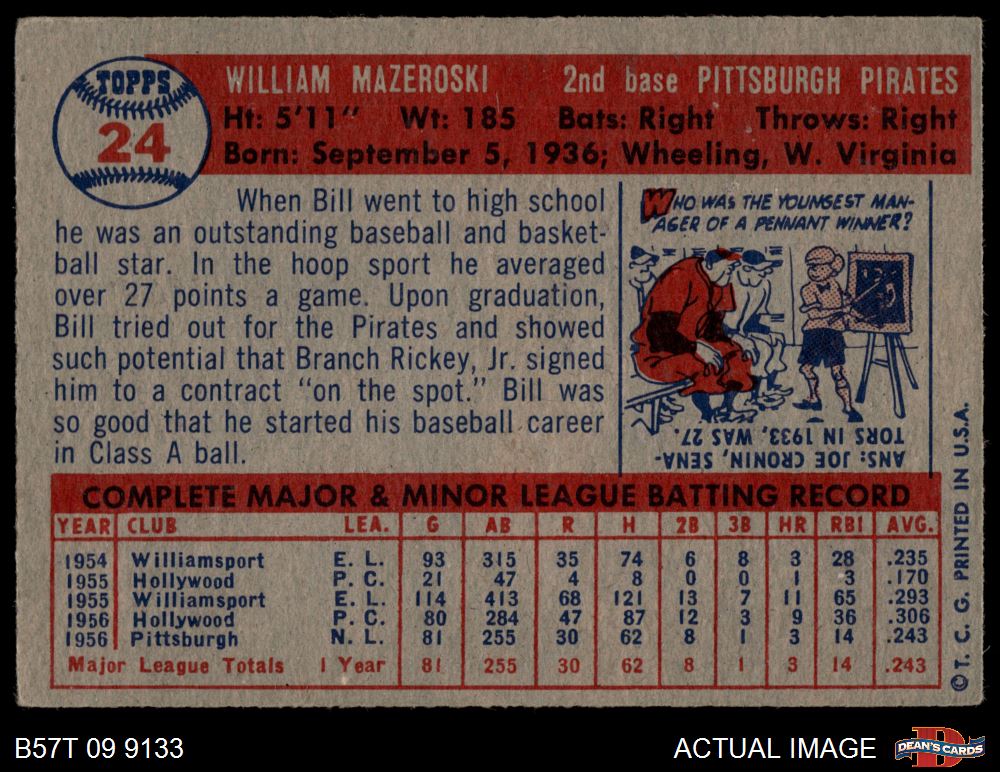 TOPPS
24
WILLIAM MAZEROSKI 2nd base PITTSBURGH PIRATES
Ht: 5'11" Wt: 185 Bats: Right Throws: Right
Born: September 5, 1936; Wheeling, W. Virginia
When Bill went to high school
he was an outstanding baseball and basket-
ball star. In the hoop sport he averaged
over 27 points a game. Upon graduation,
Bill tried out for the Pirates and showed
such potential that Branch Rickey, Jr. signed
him to a contract "on the spot." Bill was
so good that he started his baseball career
in Class A ball.
WHO WAS THE YOUNGEST MAN-
AGER OF A PENNANT WINNER?
ANS: JOE CRONIN, SENA-
TORS IN 1933, WAS 27.
COMPLETE MAJOR & MINOR LEAGUE BATTING RECORD
YEAR CLUB LEA. G AB R H 2B 3B HR RBI AVG.
1954 Williamsport E. L. 93 315 35 74 6 8 3 28 .235
1955 Hollywood P. C. 21 47 4 8 0 0 1 3 .170
1955 Williamsport E. L. 114 413 68 121 13 7 11 65 .293
1956 Hollywood P. C. 80 284 47 87 12 3 9 36 .306
1956 Pittsburgh N. L. 81 255 30 62 8 1 3 14 .243
Major League Totals 1 Year 81 255 30 62 8 1 3 14 .243
©T. C. G. PRINTED IN U.S.A.
B57T 09 9133
ACTUAL IMAGE
DEAN'S CARDS